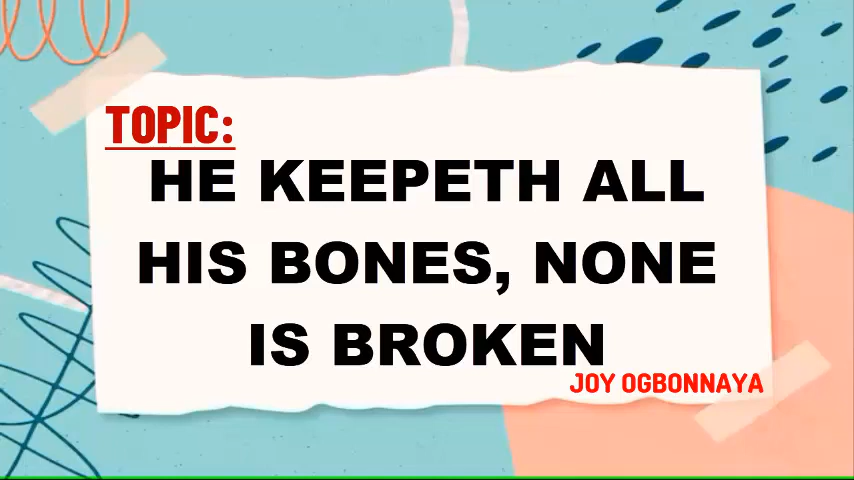 TOPIC:
HE KEEPETH ALL
HIS BONES, NONE
IS BROKEN
JOY OGBONNAYA